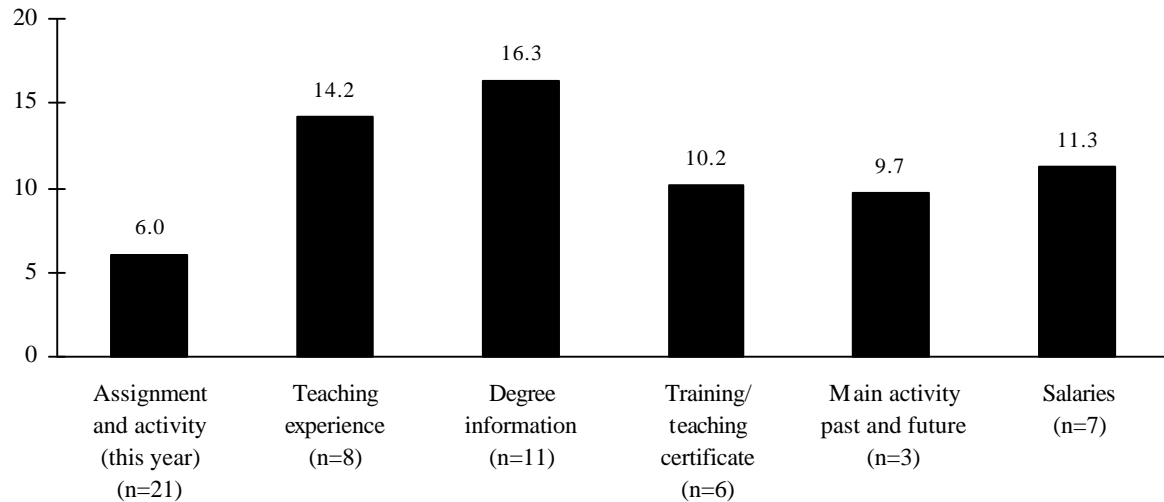 20
16.3
14.2
15
11.3
10.2
9.7
10
6.0
5
0
Assignment and activity (this year) (n=21)
Teaching experience (n=8)
Degree information (n=11)
Training/ teaching certificate (n=6)
Main activity past and future (n=3)
Salaries (n=7)